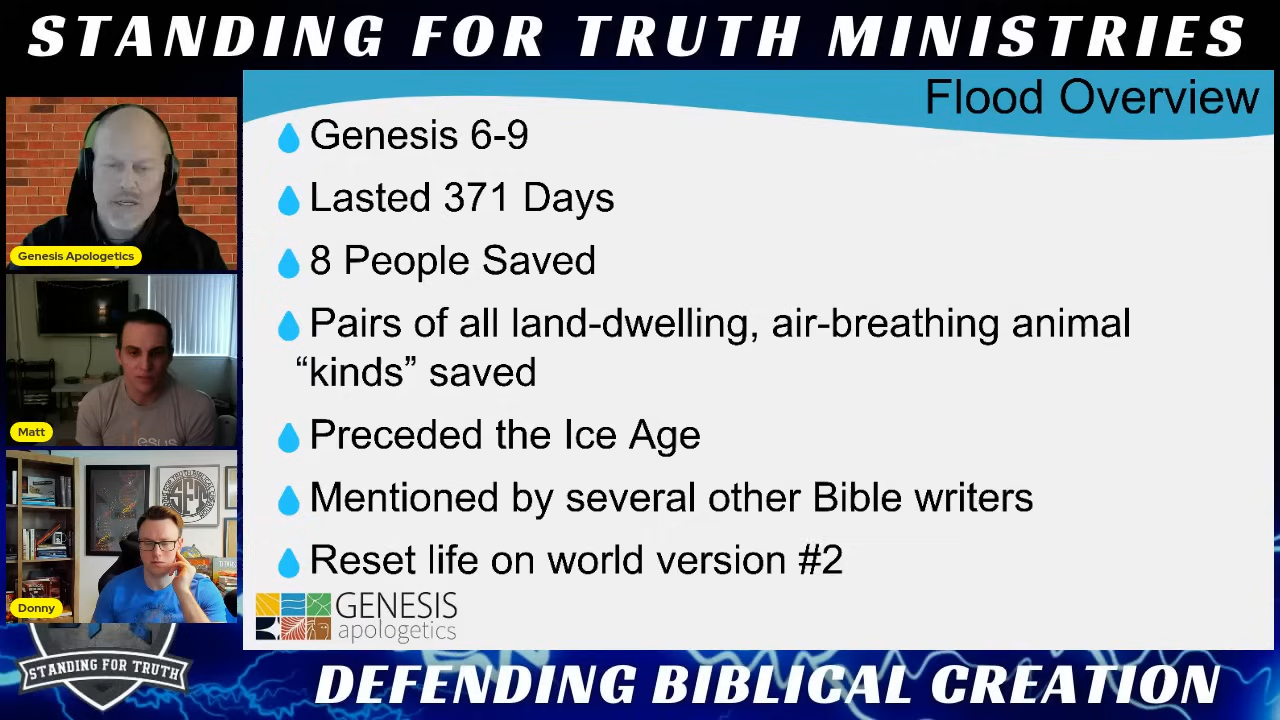 STANDING FOR TRUTH MINISTRIES
Flood Overview
Genesis 6-9
Lasted 371 Days
8 People Saved
Pairs of all land-dwelling, air-breathing animal
“kinds” saved
Preceded the Ice Age
Mentioned by several other Bible writers
Reset life on world version #2
GENESIS
apologetics
Genesis Apologetics
Matt
esus
SFT
Donny
STANDING FOR TRUTH
DEFENDING BIBLICAL CREATION